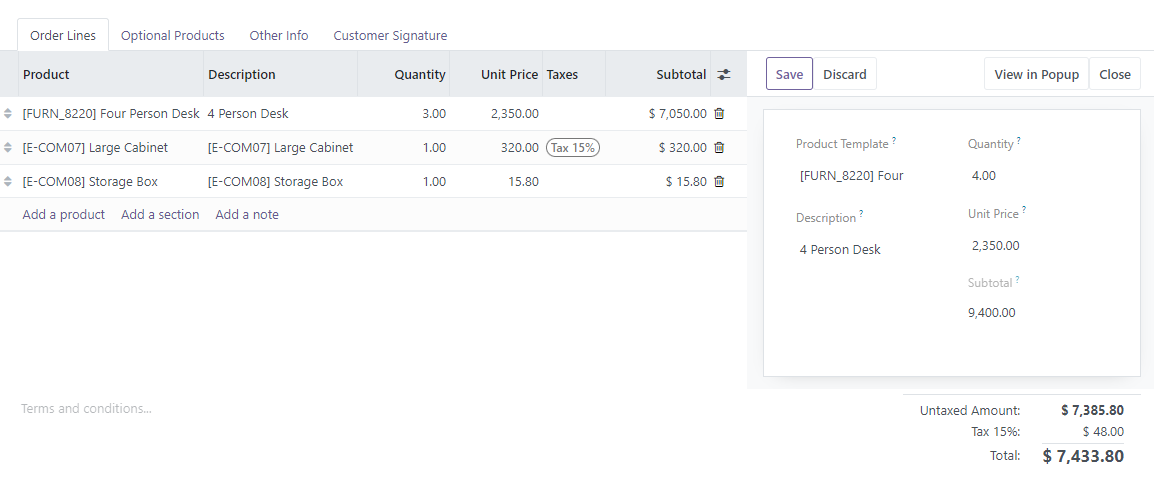 Order Lines Optional Products Other Info Customer Signature
Product Description Quantity Unit Price Taxes Subtotal
[FURN_8220] Four Person Desk 4 Person Desk 3.00 2,350.00 $ 7,050.00
[E-COM07] Large Cabinet [E-COM07] Large Cabinet 1.00 320.00 Tax 15% $ 320.00
[E-COM08] Storage Box [E-COM08] Storage Box 1.00 15.80 $ 15.80
Add a product Add a section Add a note
Save Discard View in Popup Close
Product Template ? Quantity ?
[FURN_8220] Four 4.00
Description ? Unit Price ?
4 Person Desk 2,350.00
Subtotal ?
9,400.00
Terms and conditions...
Untaxed Amount: $ 7,385.80
Tax 15%: $ 48.00
Total: $ 7,433.80